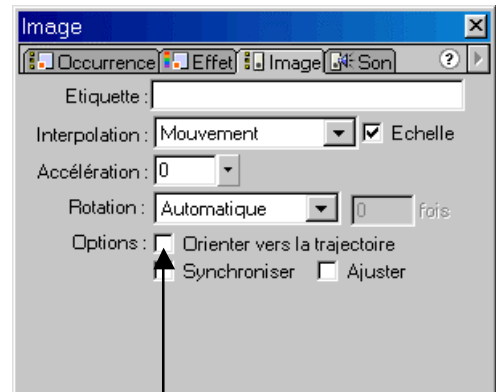 Image
Occurrence Effet Image Son ?
Etiquette :
Interpolation : Mouvement Echelle
Accélération : 0
Rotation : Automatique 0 fois
Options : Orienter vers la trajectoire
Synchroniser Ajuster